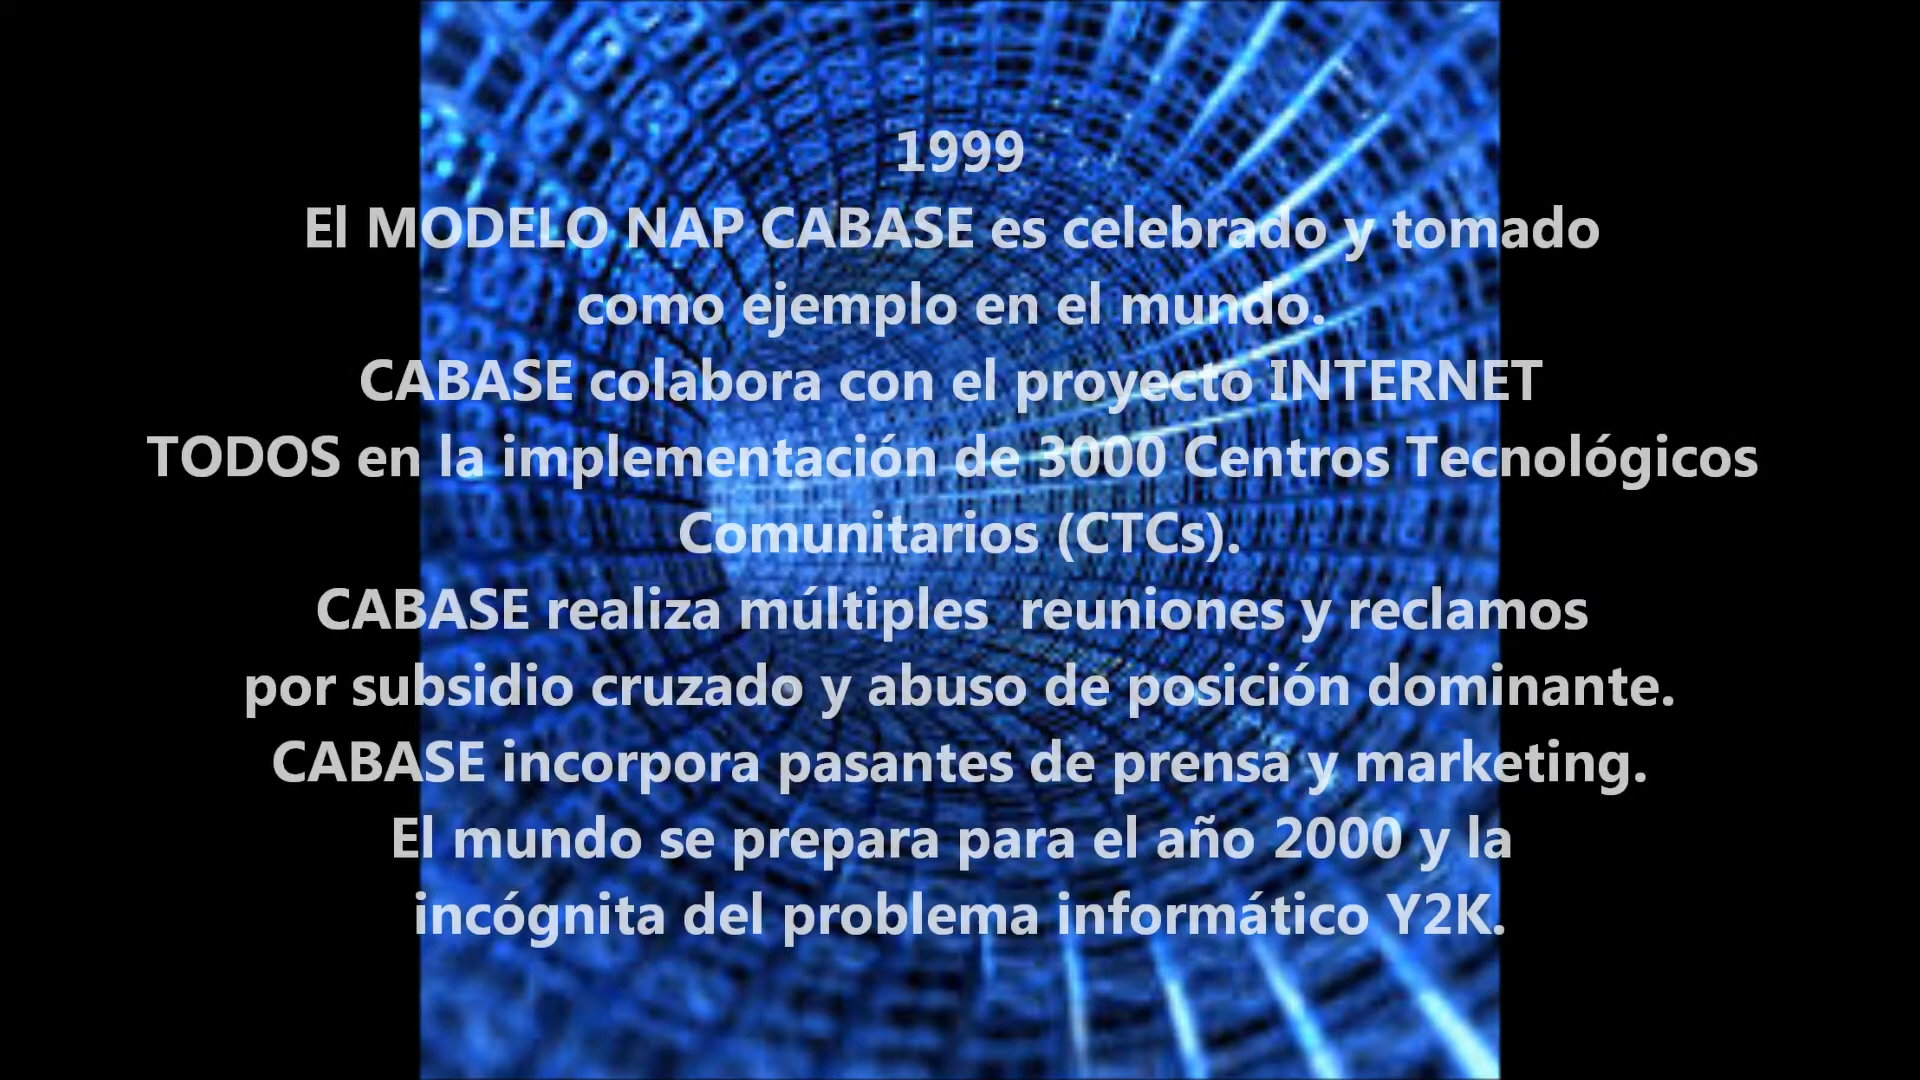 1999
El MODELO NAP CABASE es celebrado y tomado
como ejemplo en el mundo.
CABASE colabora con el proyecto INTERNET
TODOS en la implementación de 3000 Centros Tecnológicos
Comunitarios (CTCs).
CABASE realiza múltiples  reuniones y reclamos
por subsidio cruzado y abuso de posición dominante.
CABASE incorpora pasantes de prensa y marketing.
El mundo se prepara para el año 2000 y la
incógnita del problema informático Y2K.